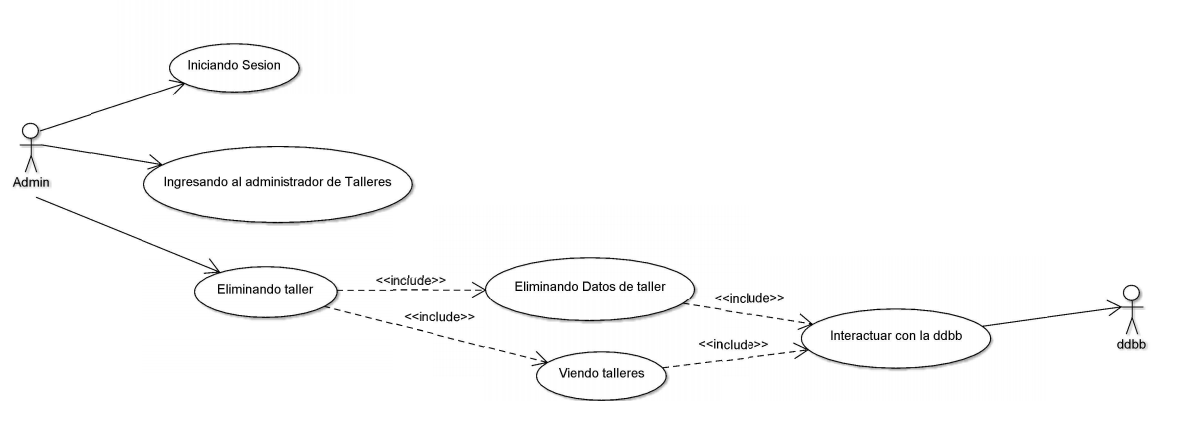 Iniciando Sesion
Admin
Ingresando al administrador de Talleres
Eliminando taller
<<include>>
Eliminando Datos de taller
<<include>>
<<include>>
Viendo talleres
<<include>>
Interactuar con la ddbb
ddbb